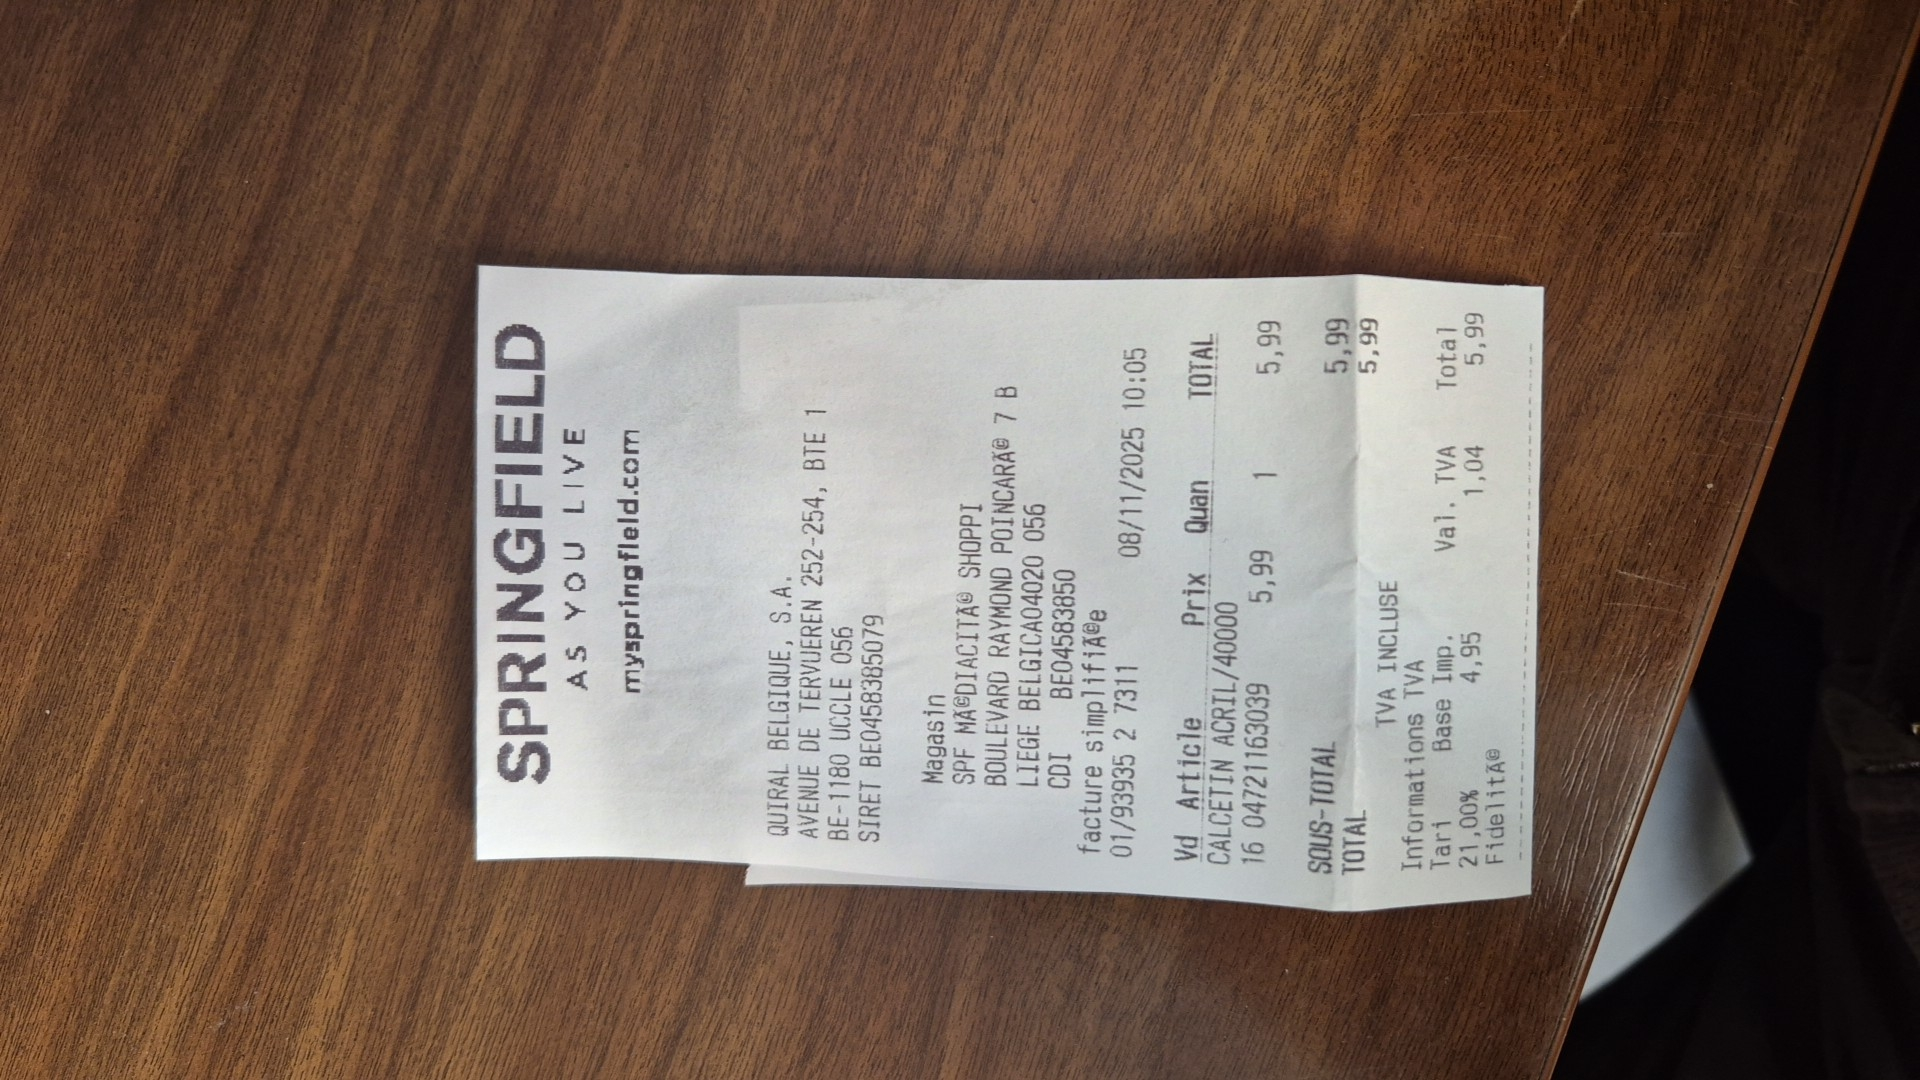 SPRINGFIELD
AS YOU LIVE
myspringfield.com
QUIRAL BELGIQUE, S.A.
AVENUE DE TERVUEREN 252-254, BTE 1
BE-1180 UCCLE 056
SIRET BE0458385079
Magasin
SPF MÃ©DIACITÃ© SHOPPI
BOULEVARD RAYMOND POINCARÃ© 7 B
LIEGE BELGICA04020 056
CDI BE04583850
facture simplifiÃ©e
01/93935 2 7311 08/11/2025 10:05
Vd Article Prix Quan TOTAL
CALCETIN ACRIL/40000
16 04721163039 5,99 1 5,99
SOUS-TOTAL 5,99
TOTAL 5,99
TVA INCLUSE
Informations TVA
Tari Base Imp. Val. TVA Total
21,00% 4,95 1,04 5,99
FidelitÃ©